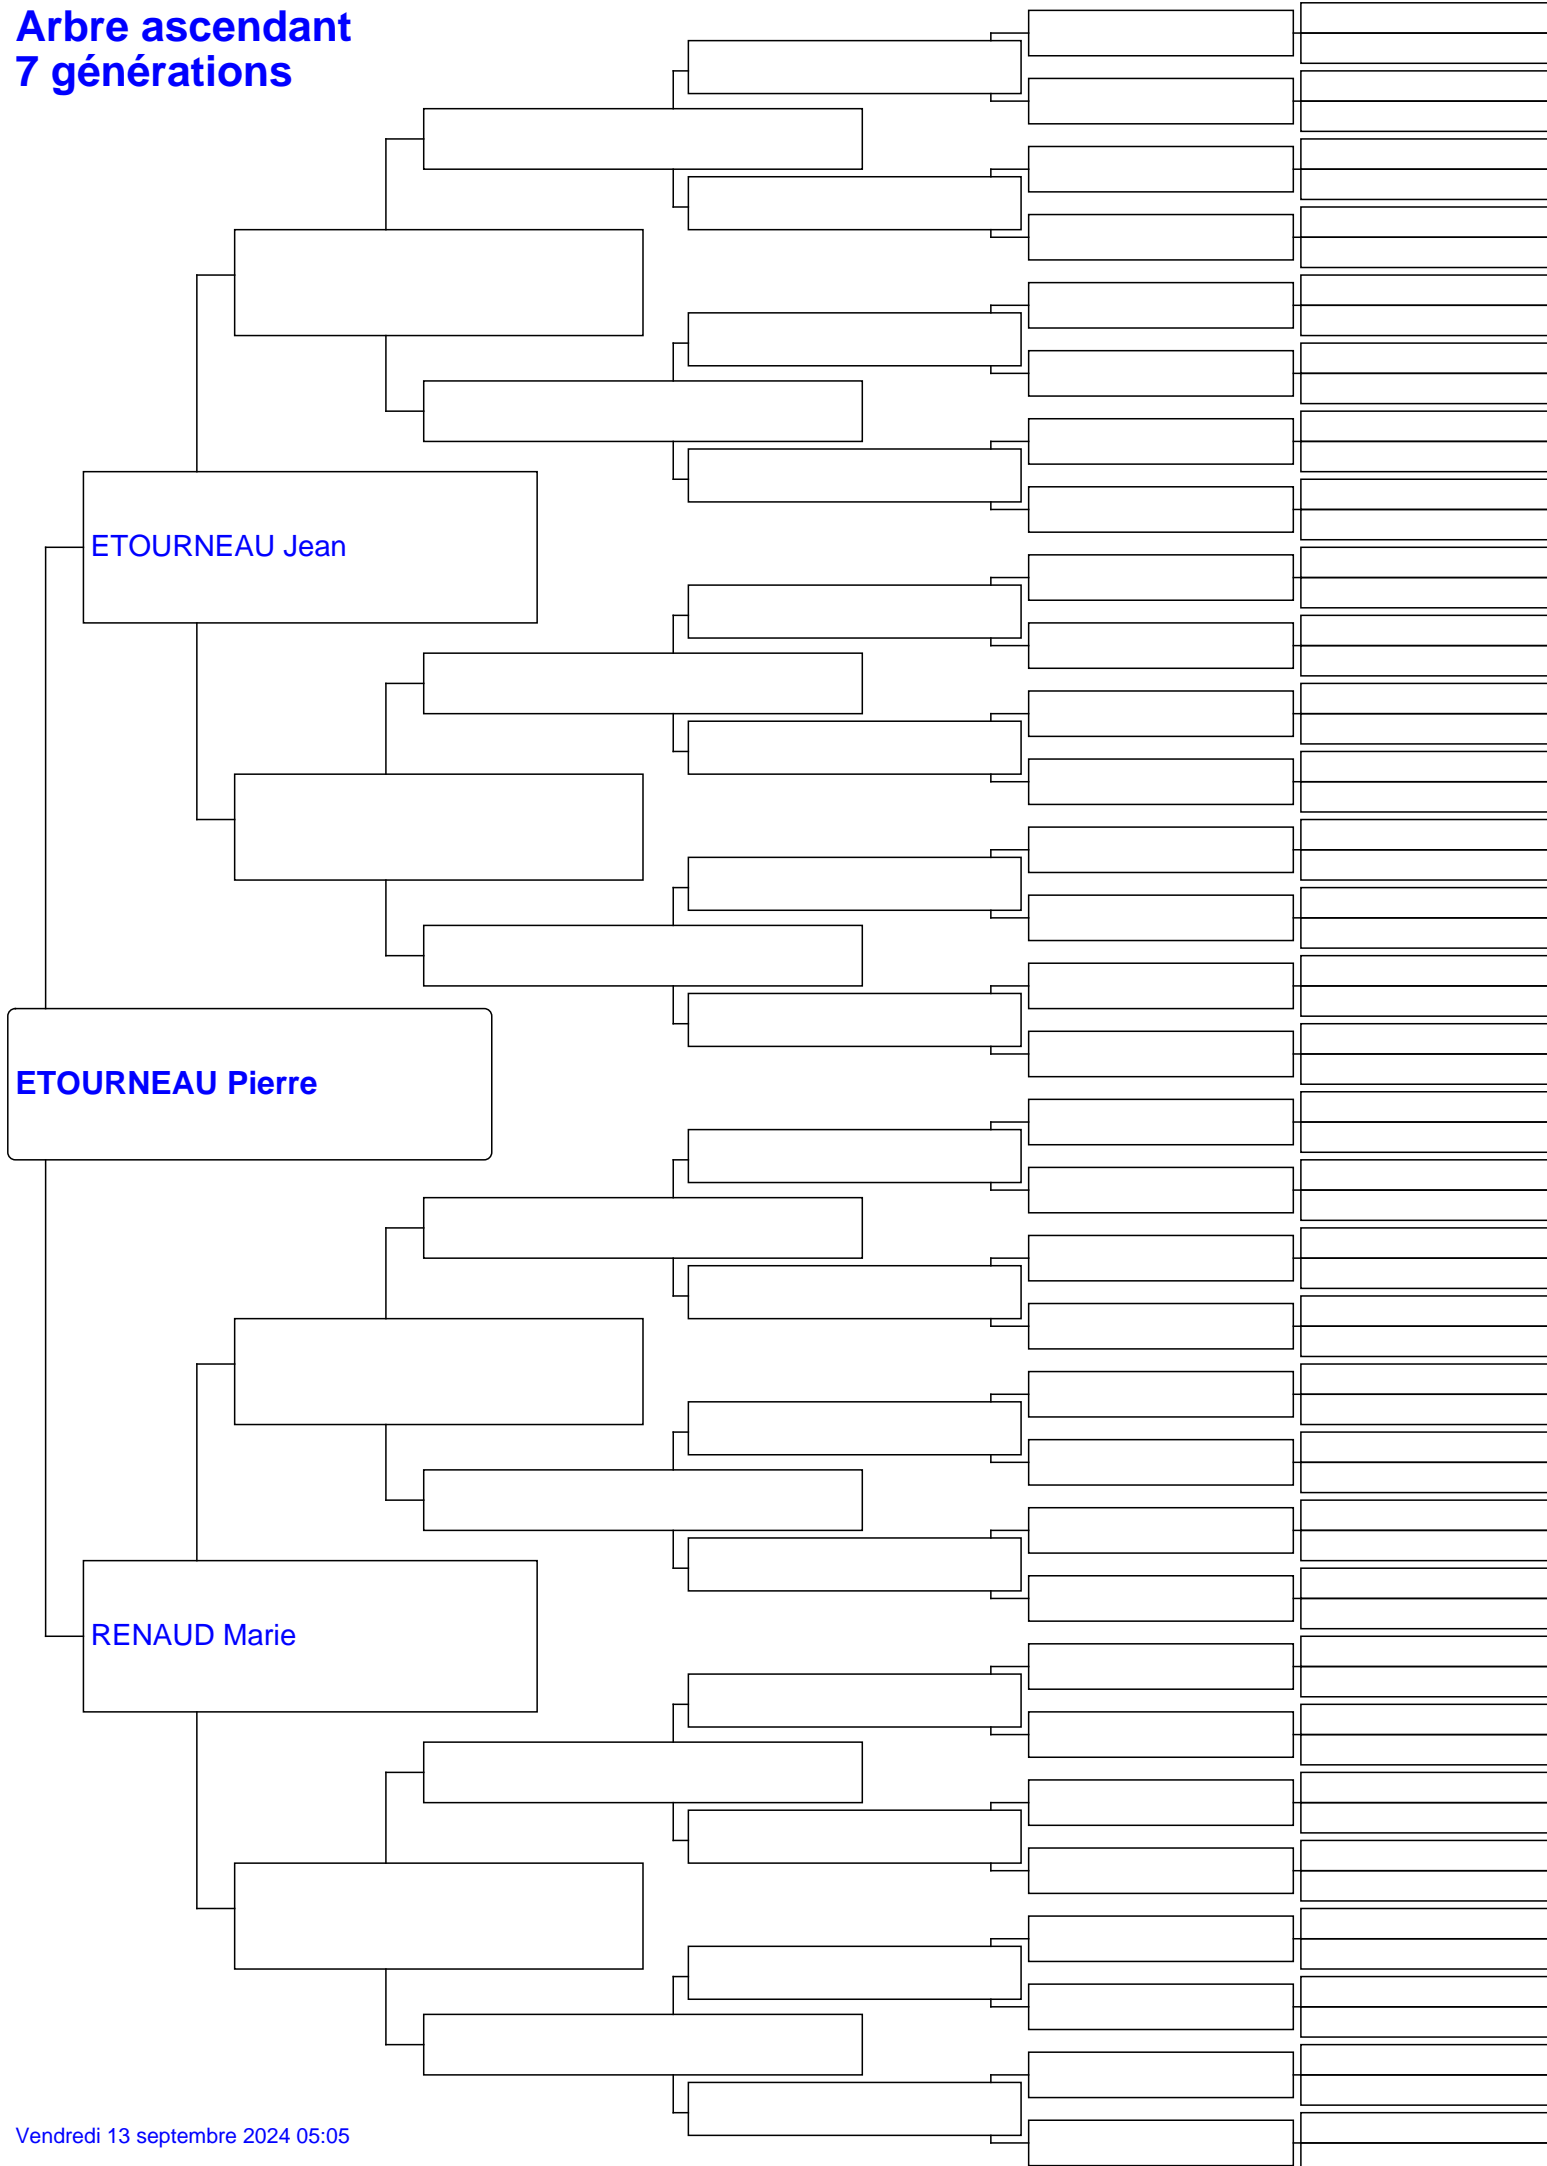 Arbre ascendant
7 générations
ETOURNEAU Jean
ETOURNEAU Pierre
RENAUD Marie
Vendredi 13 septembre 2024 05:05